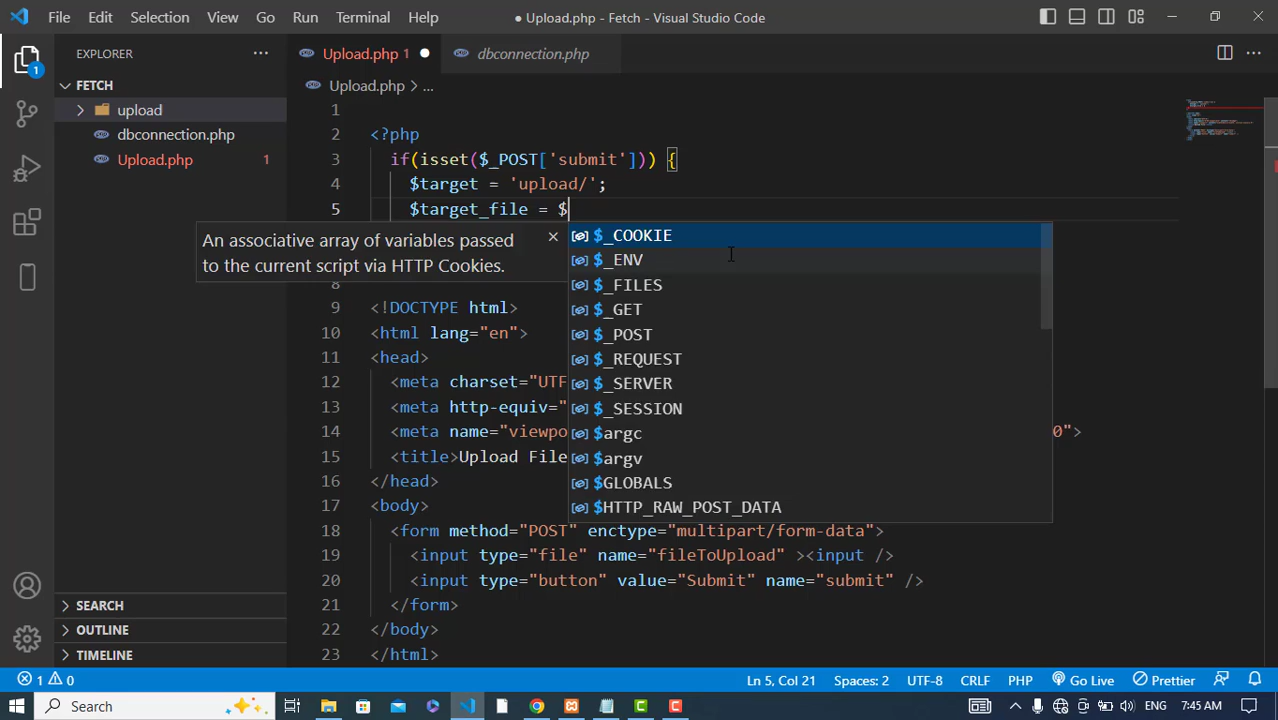 File Edit Selection View Go Run Terminal Help
● Upload.php - Fetch - Visual Studio Code
EXPLORER
1
Upload.php 1
dbconnection.php
FETCH
upload
dbconnection.php
Upload.php 1
Upload.php > ...
1
2 <?php
3 if(isset($_POST['submit'])) {
4 $target = 'upload/';
5 $target_file = $
An associative array of variables passed
to the current script via HTTP Cookies.
$_COOKIE
$_ENV
$_FILES
$_GET
$_POST
$_REQUEST
$_SERVER
$_SESSION
$argc
$argv
$GLOBALS
$HTTP_RAW_POST_DATA
8
9 <!DOCTYPE html>
10 <html lang="en">
11 <head>
12 <meta charset="UTF
13 <meta http-equiv="
14 <meta name="viewpo 0">
15 <title>Upload File
16 </head>
17 <body>
18 <form method="POST" enctype="multipart/form-data">
19 <input type="file" name="fileToUpload" ><input />
20 <input type="button" value="Submit" name="submit" />
21 </form>
22 </body>
23 </html>
SEARCH
OUTLINE
TIMELINE
1 0
Ln 5, Col 21 Spaces: 2 UTF-8 CRLF PHP Go Live Prettier
Search
7:45 AM